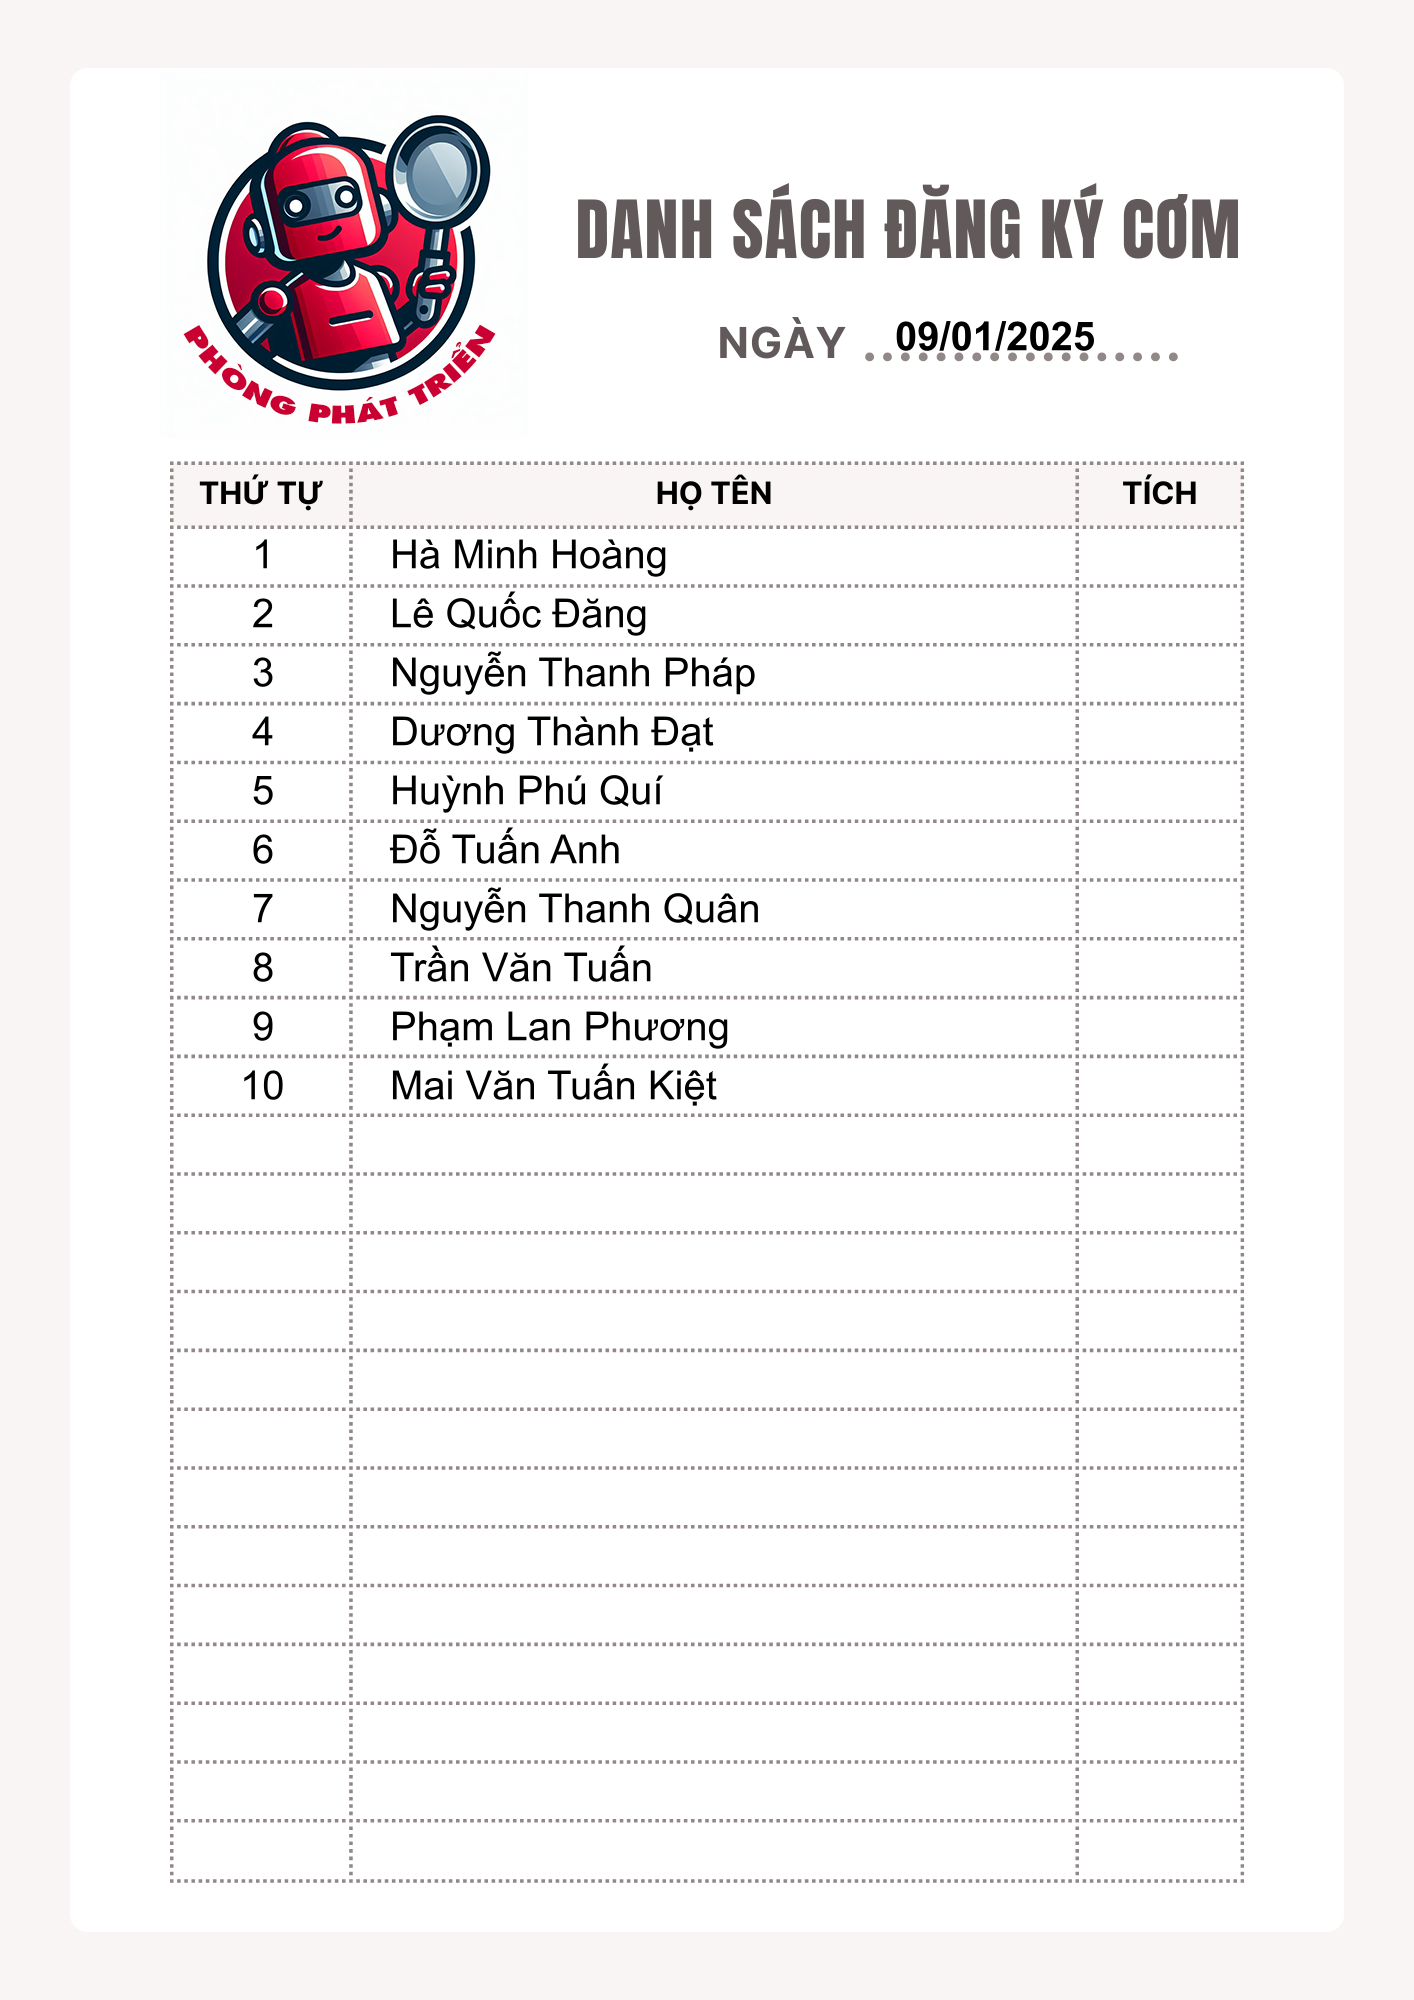 PHÒNG PHÁT TRIỂN
DANH SÁCH ĐĂNG KÝ CƠM
NGÀY 09/01/2025
THỨ TỰ HỌ TÊN TÍCH
1 Hà Minh Hoàng
2 Lê Quốc Đăng
3 Nguyễn Thanh Pháp
4 Dương Thành Đạt
5 Huỳnh Phú Quí
6 Đỗ Tuấn Anh
7 Nguyễn Thanh Quân
8 Trần Văn Tuấn
9 Phạm Lan Phương
10 Mai Văn Tuấn Kiệt